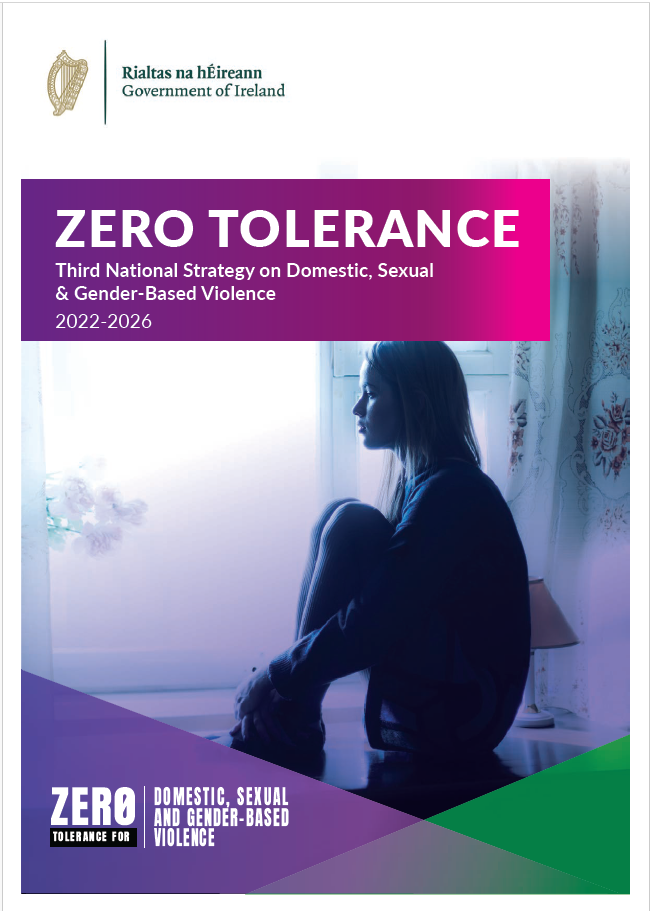 Rialtas na hÉireann
Government of Ireland
ZERO TOLERANCE
Third National Strategy on Domestic, Sexual
& Gender-Based Violence
2022-2026
ZERO
TOLERANCE FOR
DOMESTIC, SEXUAL
AND GENDER-BASED
VIOLENCE